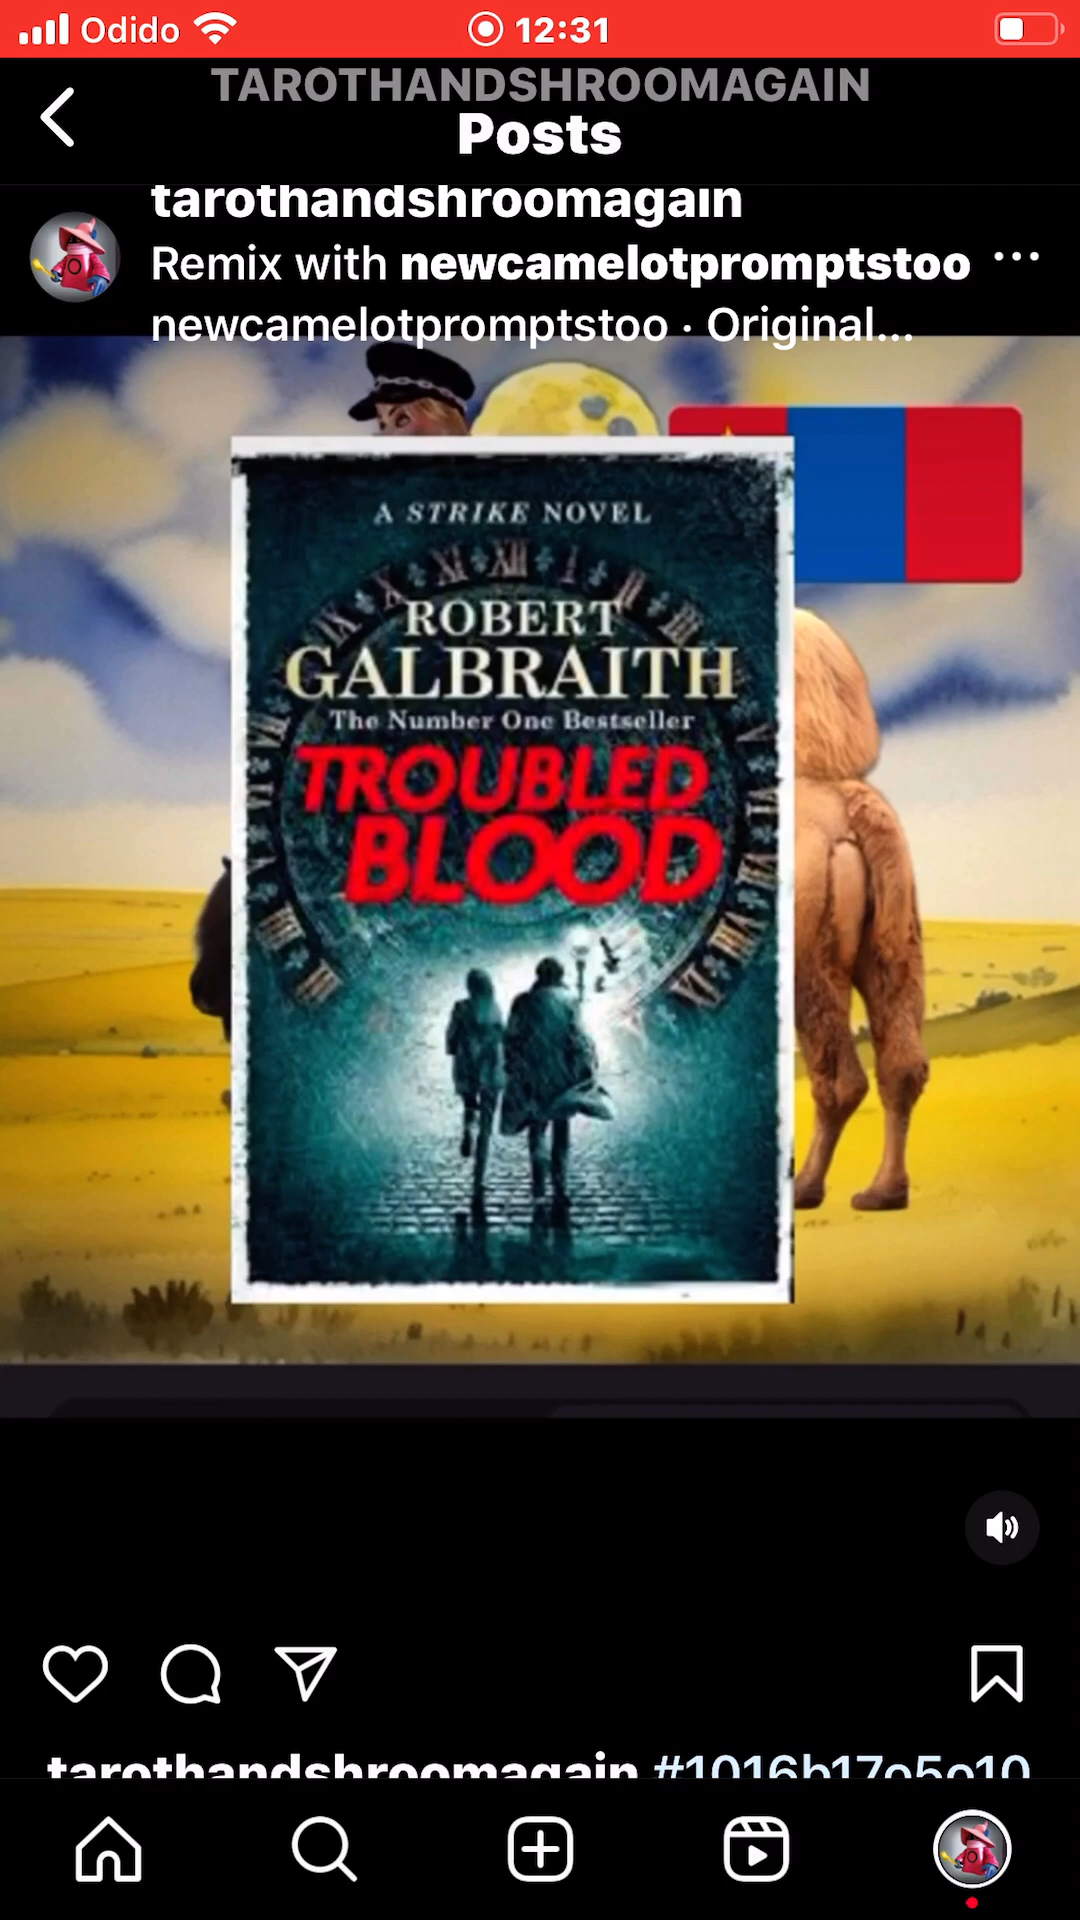 Odido 12:31
TAROTHANDSHROOMAGAIN
Posts
tarothandshroomagain
Remix with newcamelotpromptstoo
newcamelotpromptstoo · Original...
A STRIKE NOVEL
ROBERT
GALBRAITH
The Number One Bestseller
TROUBLED
BLOOD
tarothandshroomagain #1016b17o5o10